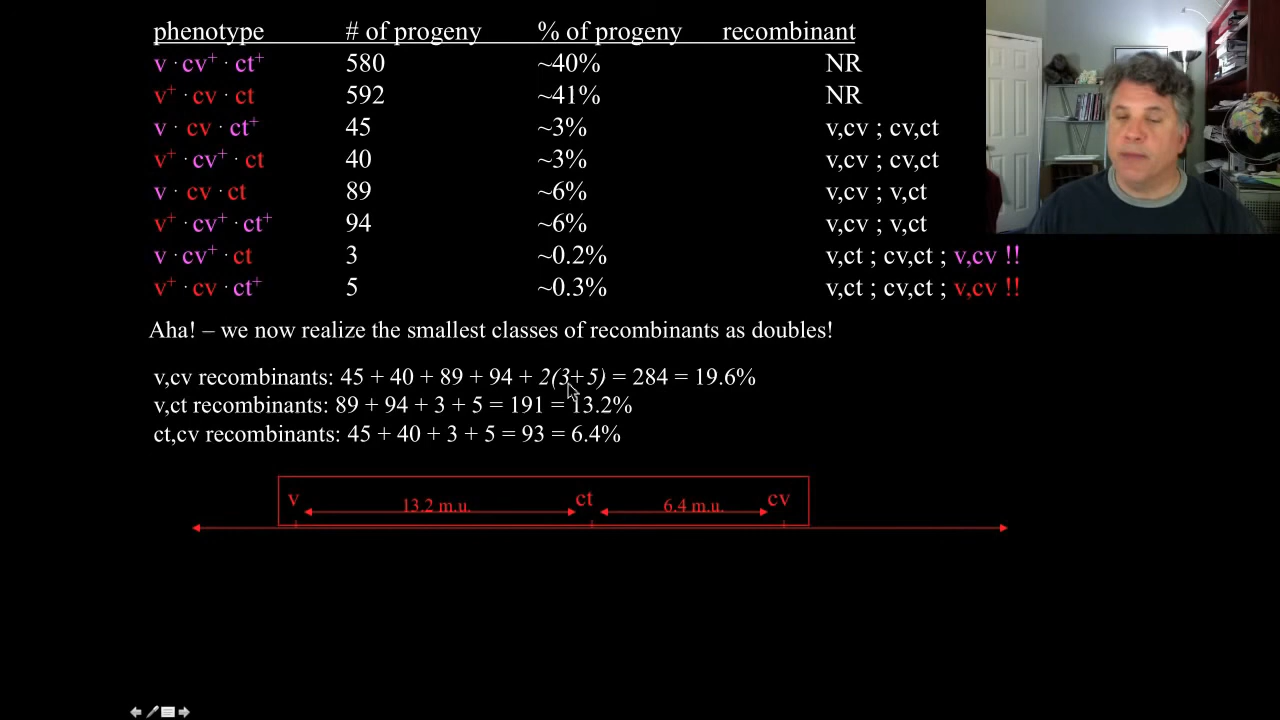 phenotype # of progeny % of progeny recombinant
v · cv⁺ · ct⁺ 580 ~40% NR
v⁺ · cv · ct 592 ~41% NR
v · cv · ct⁺ 45 ~3% v,cv ; cv,ct
v⁺ · cv⁺ · ct 40 ~3% v,cv ; cv,ct
v · cv · ct 89 ~6% v,cv ; v,ct
v⁺ · cv⁺ · ct⁺ 94 ~6% v,cv ; v,ct
v · cv⁺ · ct 3 ~0.2% v,ct ; cv,ct ; v,cv !!
v⁺ · cv · ct⁺ 5 ~0.3% v,ct ; cv,ct ; v,cv !!
Aha! – we now realize the smallest classes of recombinants as doubles!
v,cv recombinants: 45 + 40 + 89 + 94 + 2(3+5) = 284 = 19.6%
v,ct recombinants: 89 + 94 + 3 + 5 = 191 = 13.2%
ct,cv recombinants: 45 + 40 + 3 + 5 = 93 = 6.4%
v 13.2 m.u. ct 6.4 m.u. cv